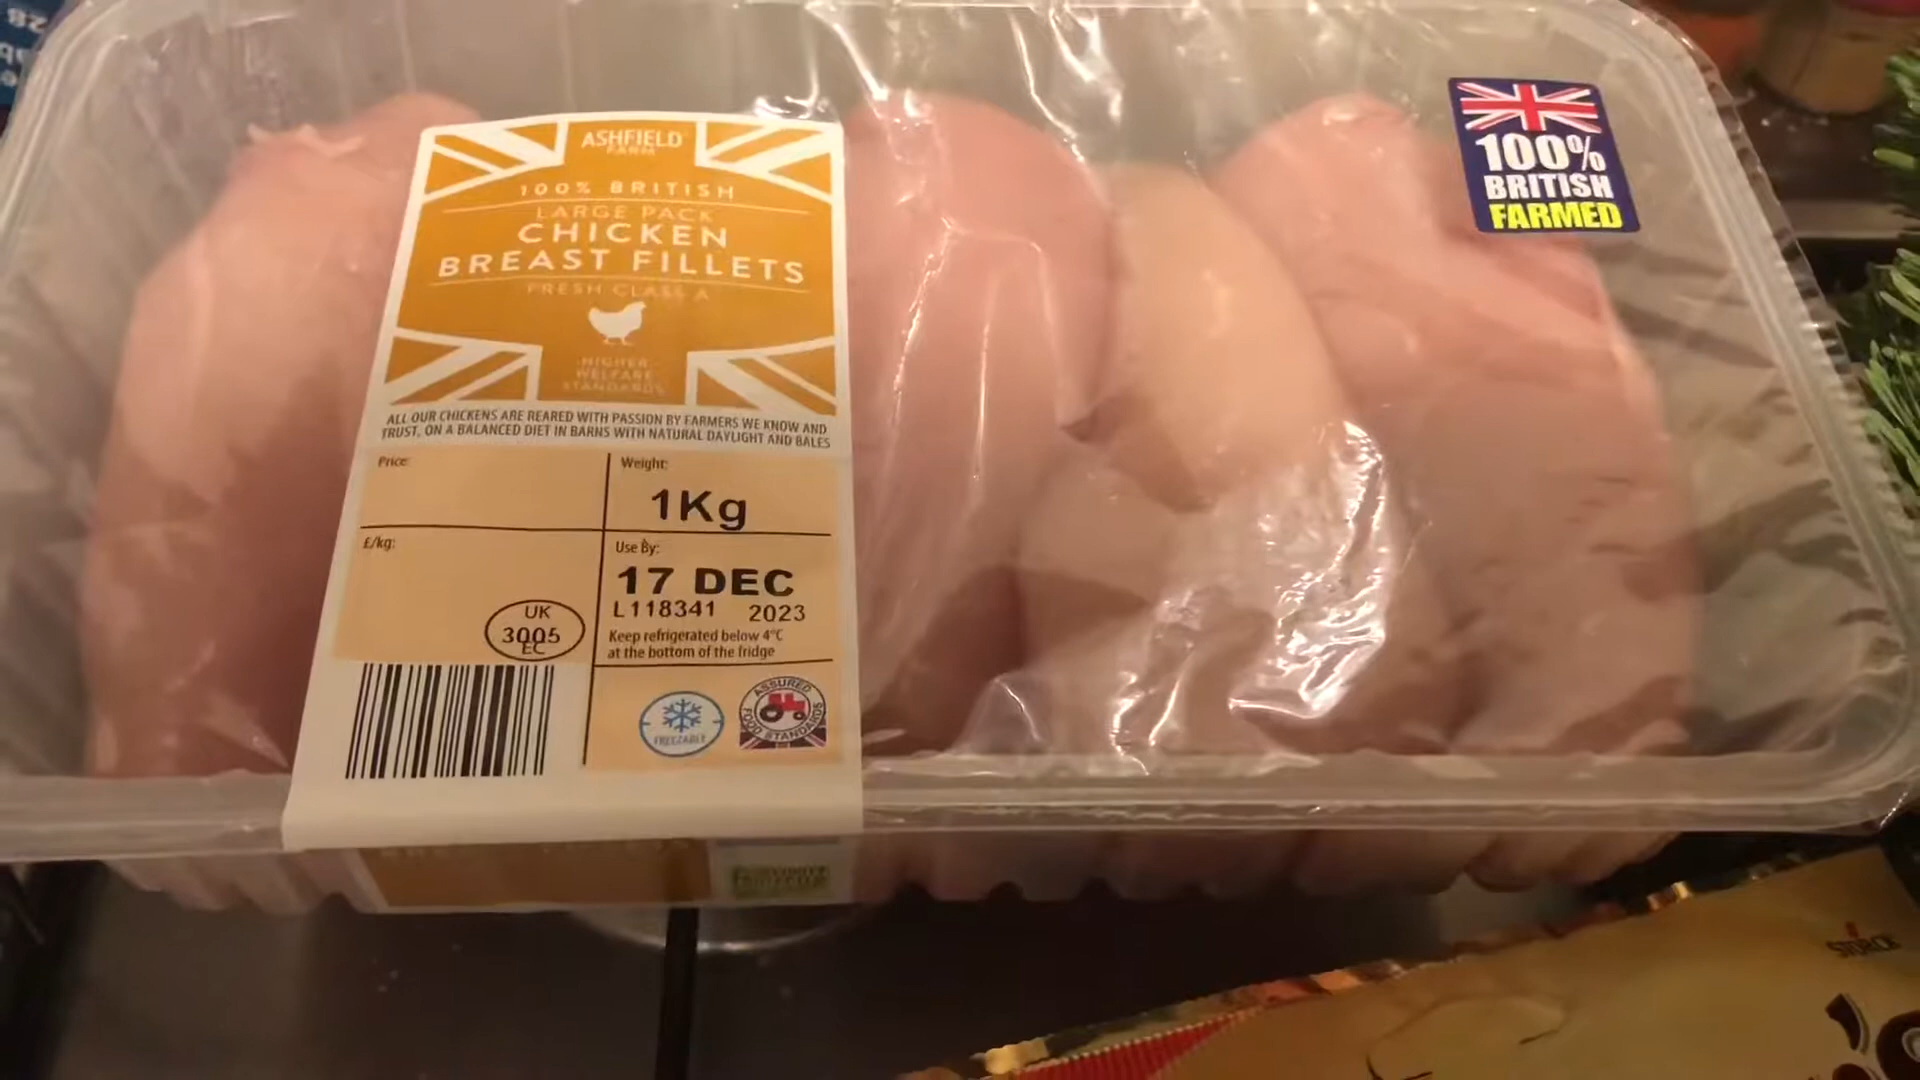 ASHFIELD
FARM
100% BRITISH
LARGE PACK
CHICKEN
BREAST FILLETS
FRESH CLASS A
HIGHER
WELFARE
STANDARDS
ALL OUR CHICKENS ARE REARED WITH PASSION BY FARMERS WE KNOW AND
TRUST, ON A BALANCED DIET IN BARNS WITH NATURAL DAYLIGHT AND BALES
Price:
Weight:
1Kg
£/kg:
Use By:
17 DEC
L118341 2023
Keep refrigerated below 4°C
at the bottom of the fridge
UK
3005
EC
FREEZABLE
ASSURED
FOOD STANDARDS
100%
BRITISH
FARMED
STORCK